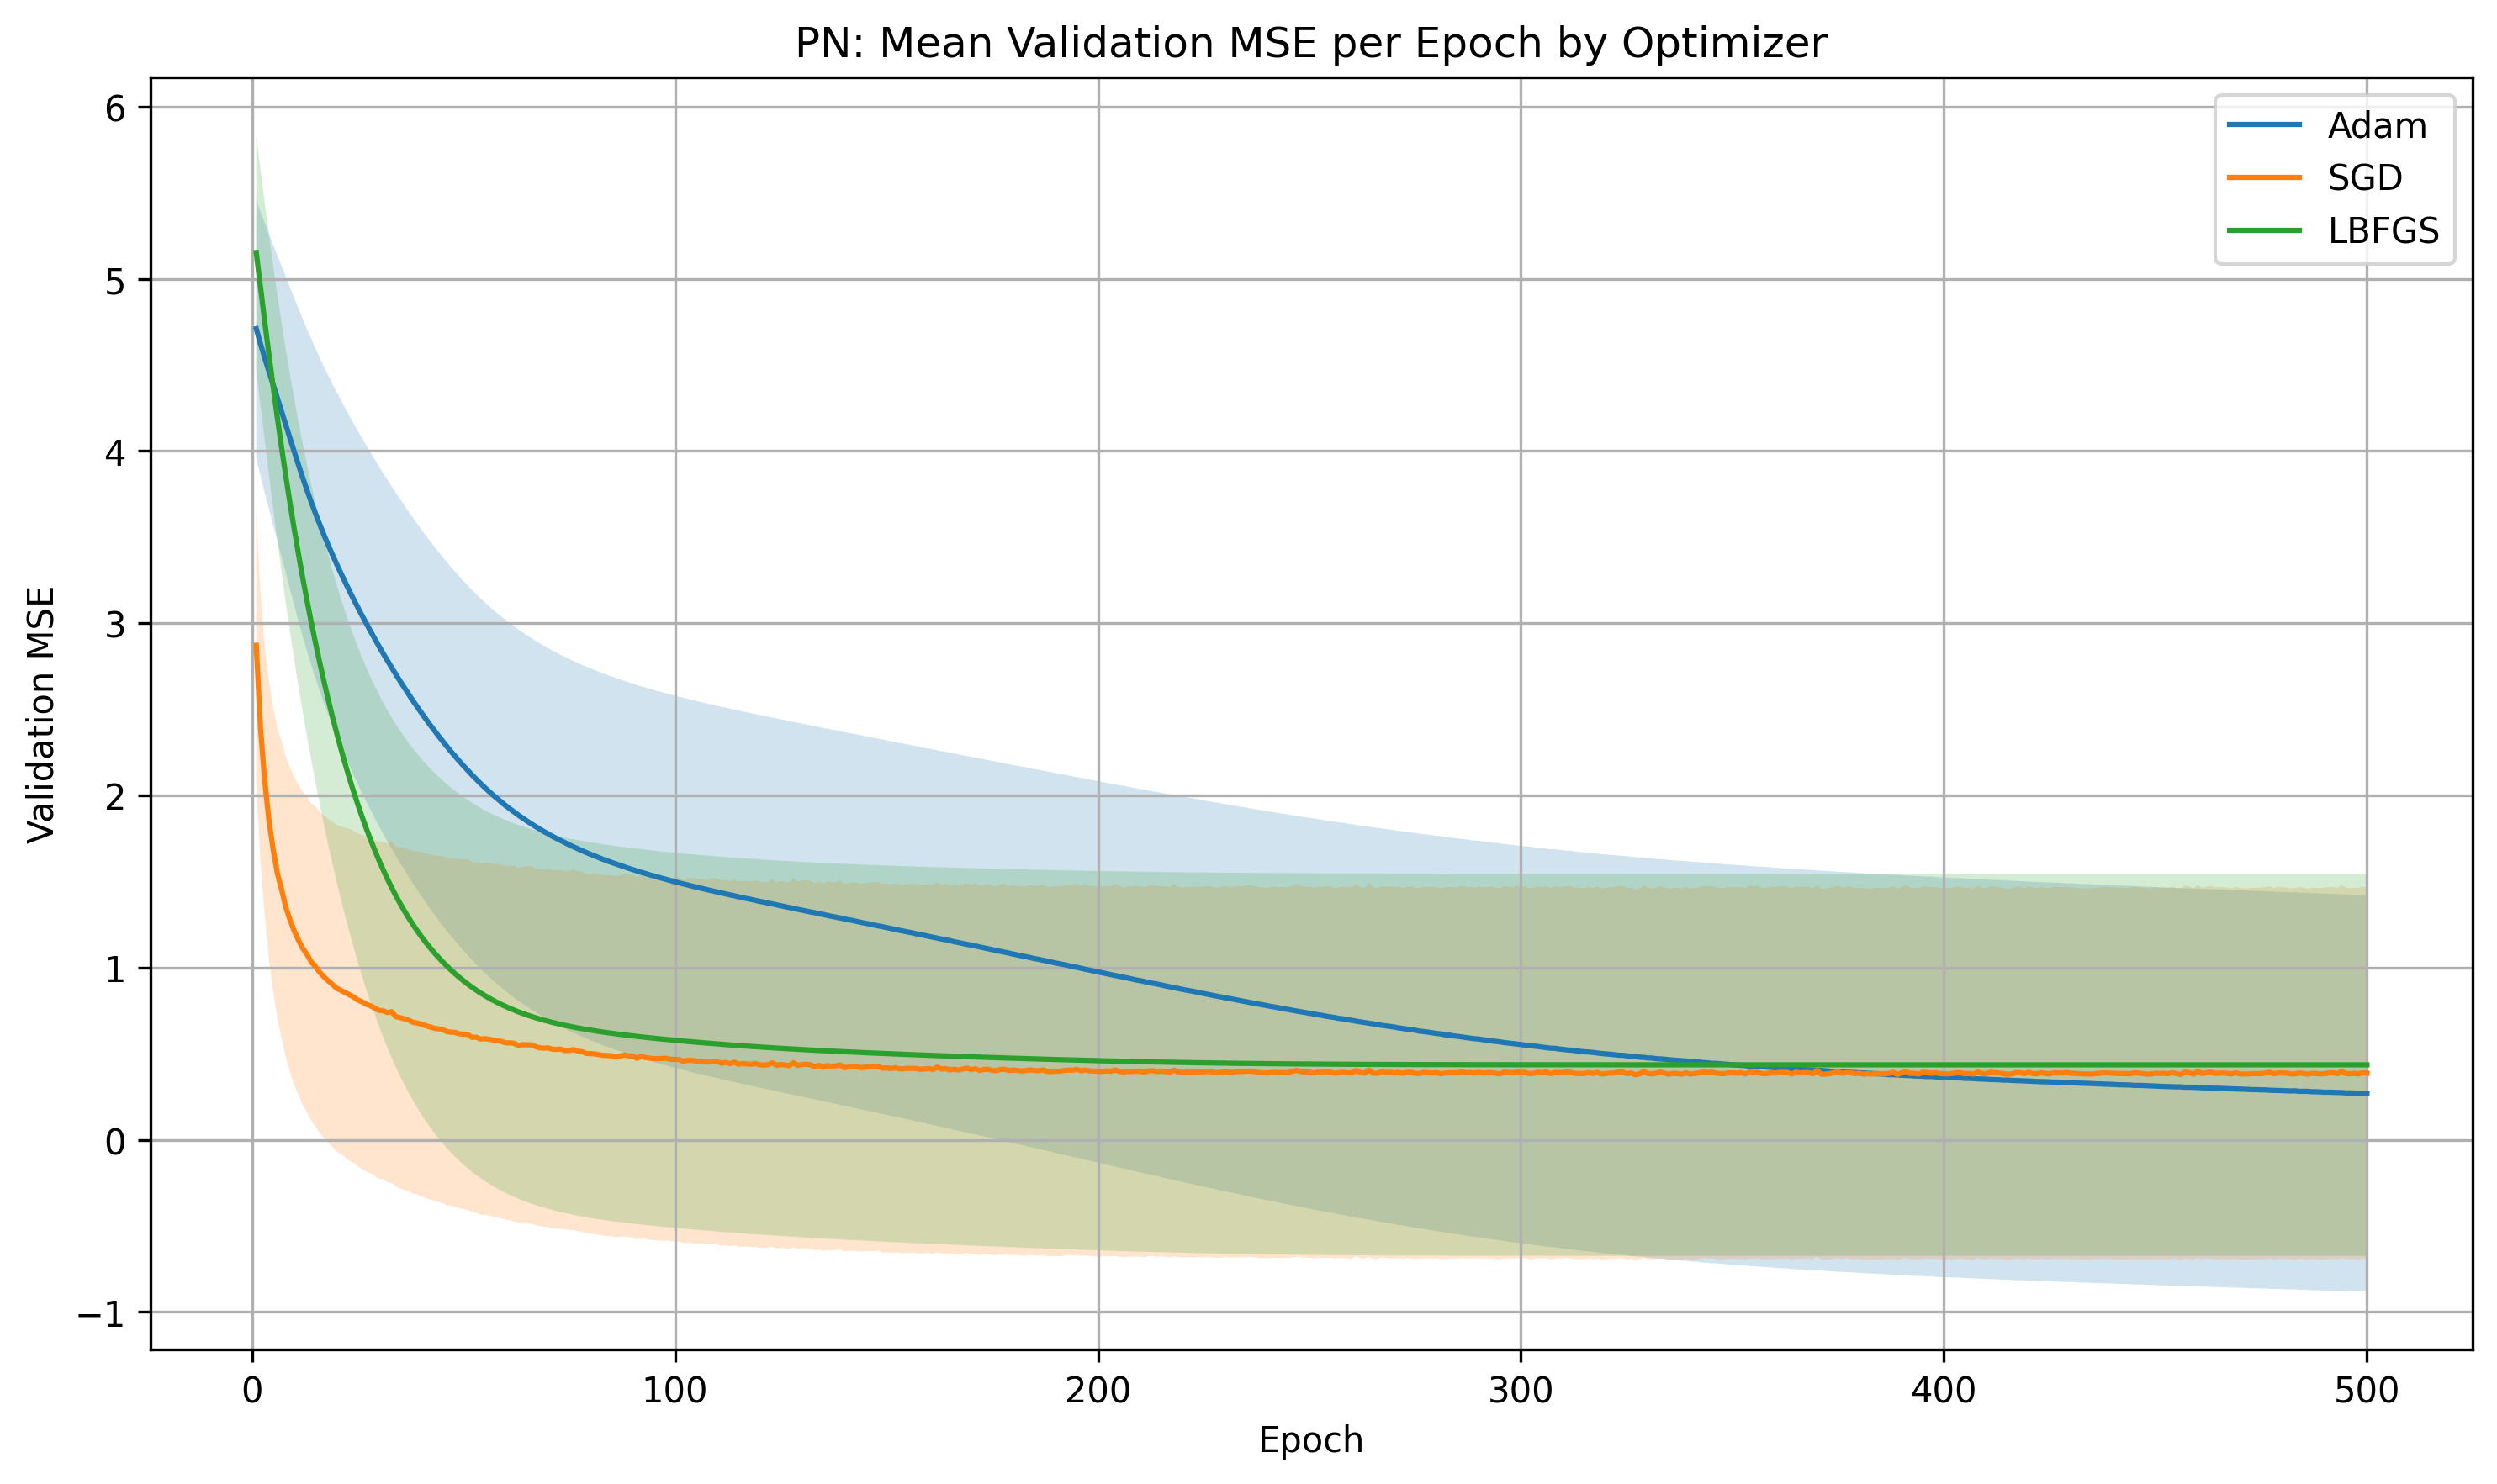 PN: Mean Validation MSE per Epoch by Optimizer
Adam
SGD
LBFGS
Validation MSE
6
5
4
3
2
1
0
−1
0 100 200 300 400 500
Epoch